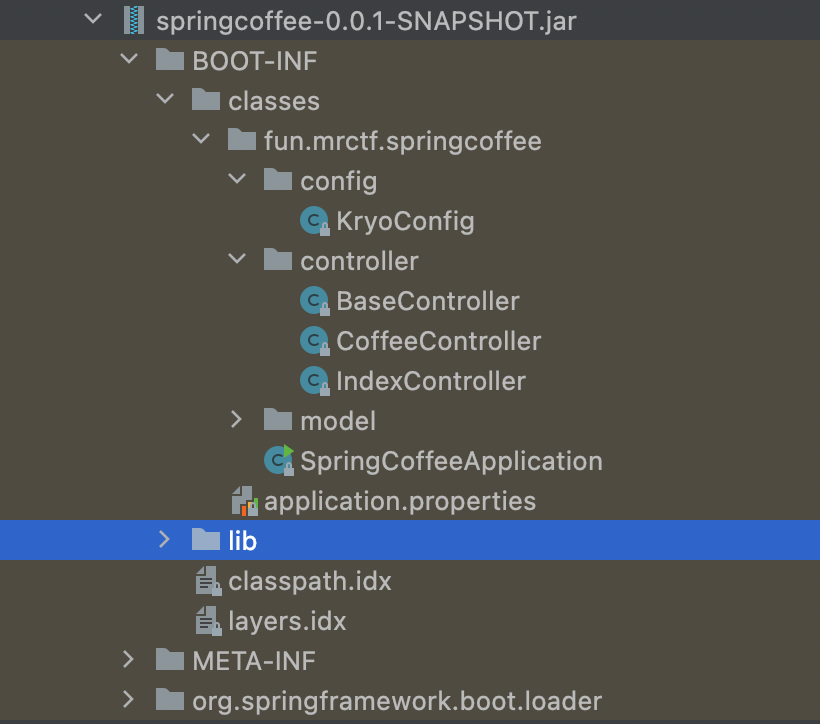 springcoffee-0.0.1-SNAPSHOT.jar
BOOT-INF
classes
fun.mrctf.springcoffee
config
C KryoConfig
controller
C BaseController
C CoffeeController
C IndexController
model
C SpringCoffeeApplication
application.properties
lib
classpath.idx
layers.idx
META-INF
org.springframework.boot.loader